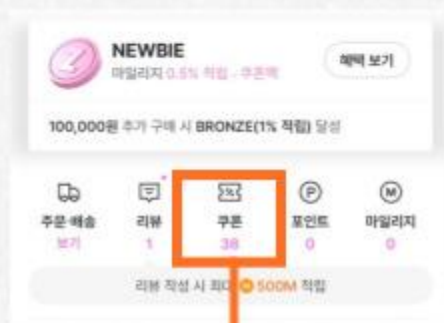 NEWBIE
혜택 보기
마일리지 0.5% 적립 · 쿠폰팩
100,000원 추가 구매 시 BRONZE(1% 적립) 달성
주문·배송 리뷰 쿠폰 포인트 마일리지
보기 1 38 0 0
리뷰 작성 시 최대 500M 적립